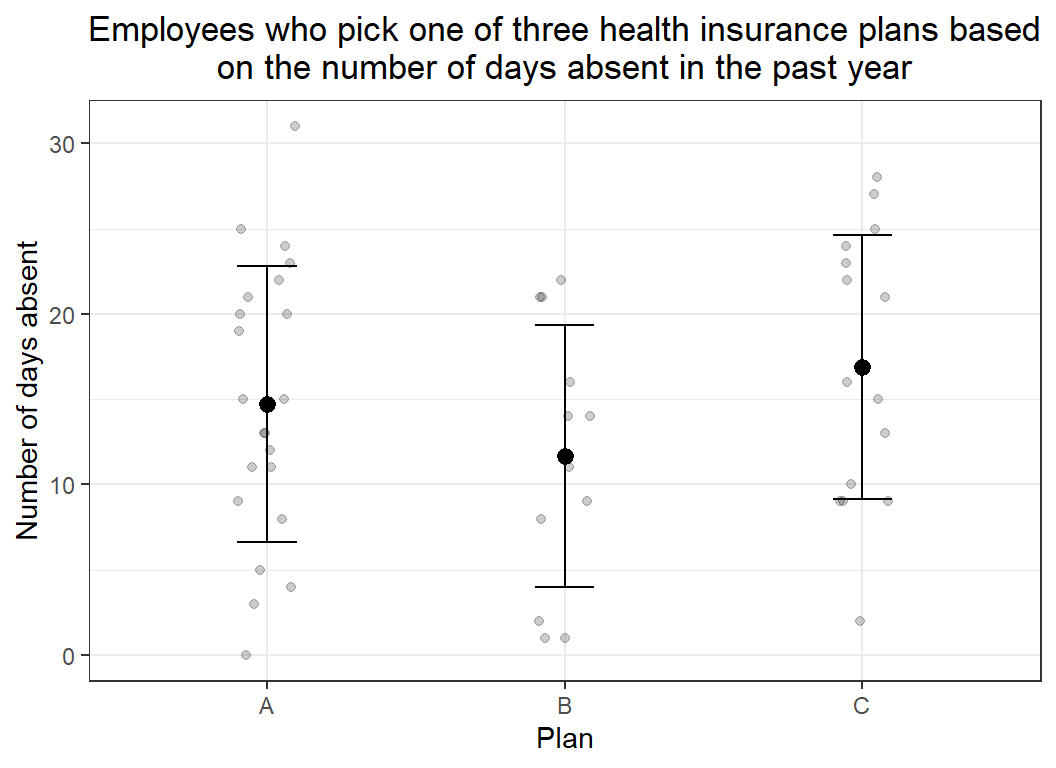 Employees who pick one of three health insurance plans based
on the number of days absent in the past year
Number of days absent
30
20
10
0
A B C
Plan